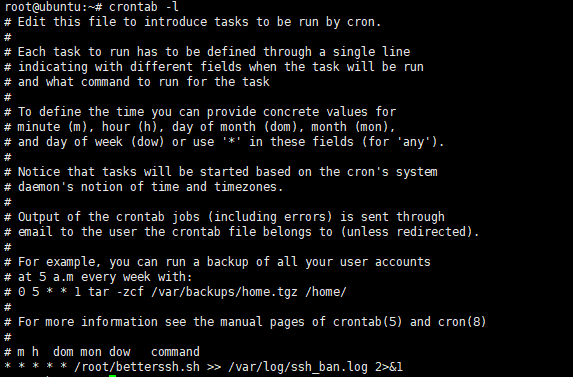 root@ubuntu:~# crontab -l
# Edit this file to introduce tasks to be run by cron.
#
# Each task to run has to be defined through a single line
# indicating with different fields when the task will be run
# and what command to run for the task
#
# To define the time you can provide concrete values for
# minute (m), hour (h), day of month (dom), month (mon),
# and day of week (dow) or use '*' in these fields (for 'any').
#
# Notice that tasks will be started based on the cron's system
# daemon's notion of time and timezones.
#
# Output of the crontab jobs (including errors) is sent through
# email to the user the crontab file belongs to (unless redirected).
#
# For example, you can run a backup of all your user accounts
# at 5 a.m every week with:
# 0 5 * * 1 tar -zcf /var/backups/home.tgz /home/
#
# For more information see the manual pages of crontab(5) and cron(8)
#
# m h  dom mon dow   command
* * * * * /root/betterssh.sh >> /var/log/ssh_ban.log 2>&1